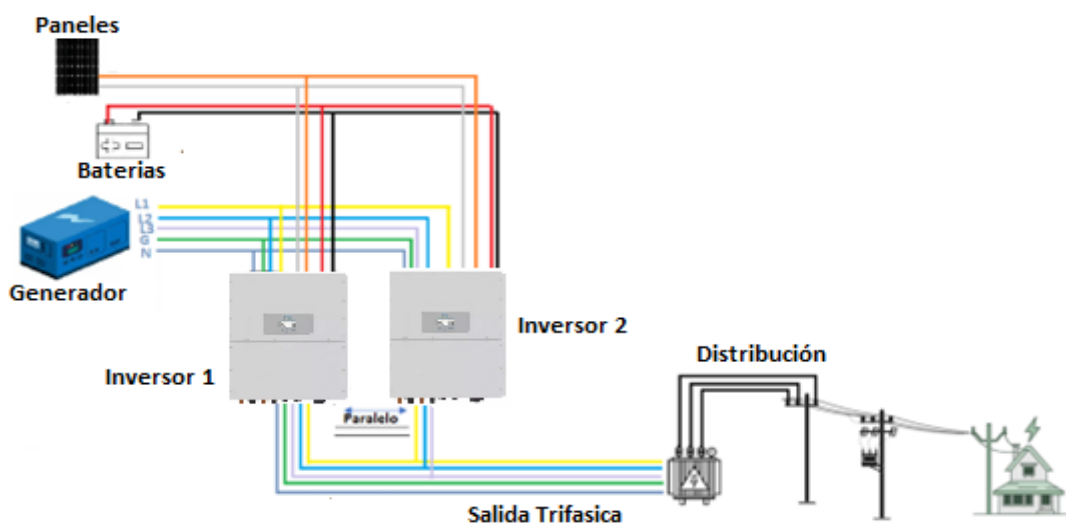 Paneles
Baterias
L1
L2
L3
G
N
Generador
Inversor 1
Inversor 2
Paralelo
Distribución
Salida Trifasica